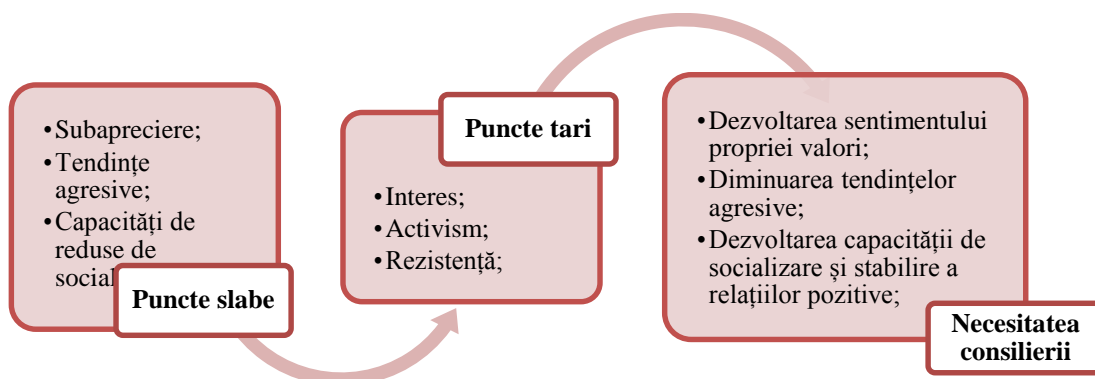 •Subapreciere;
•Tendințe
agresive;
•Capacități de
reduse de
Puncte slabe
Puncte tari
•Interes;
•Activism;
•Rezistență;
•Dezvoltarea sentimentului
propriei valori;
•Diminuarea tendințelor
agresive;
•Dezvoltarea capacității de
socializare și stabilire a
relațiilor pozitive;
Necesitatea
consilierii